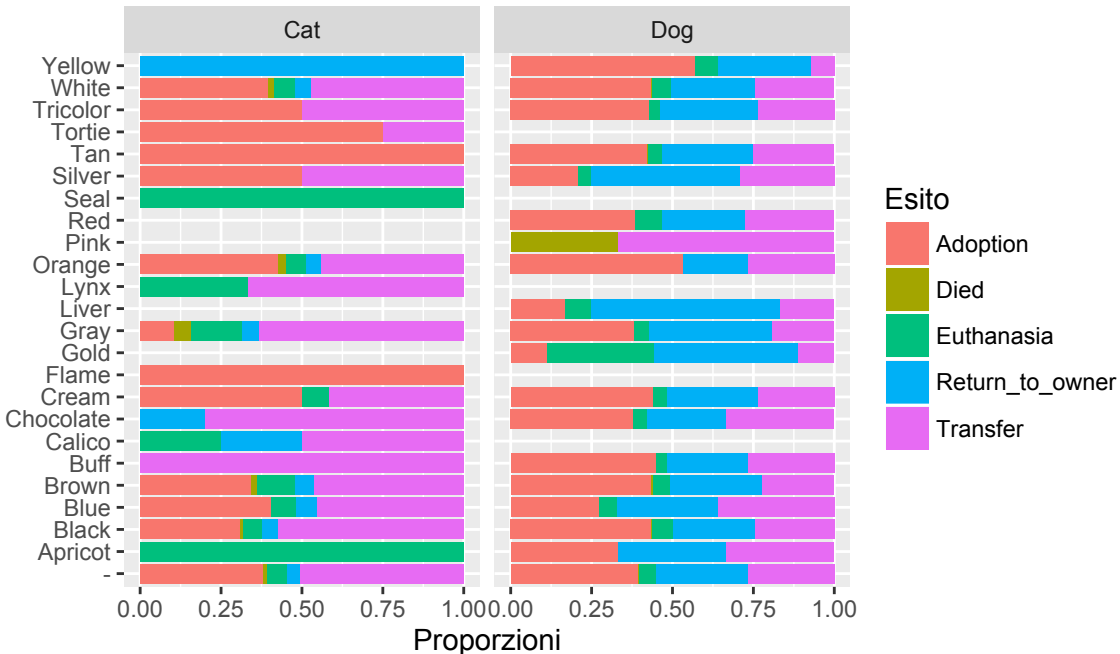 Cat
Dog
Yellow
White
Tricolor
Tortie
Tan
Silver
Seal
Red
Pink
Orange
Lynx
Liver
Gray
Gold
Flame
Cream
Chocolate
Calico
Buff
Brown
Blue
Black
Apricot
-
0.00 0.25 0.50 0.75 1.00 0.00 0.25 0.50 0.75 1.00
Proporzioni
Esito
Adoption
Died
Euthanasia
Return_to_owner
Transfer